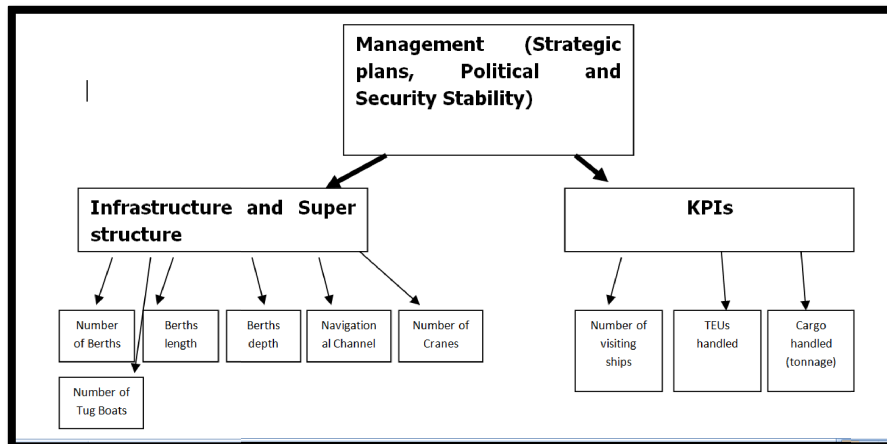 Management (Strategic
plans, Political and
Security Stability)
Infrastructure and Super
structure
KPIs
Number
of Berths
Berths
length
Berths
depth
Navigation
al Channel
Number of
Cranes
Number of
visiting
ships
TEUs
handled
Cargo
handled
(tonnage)
Number of
Tug Boats